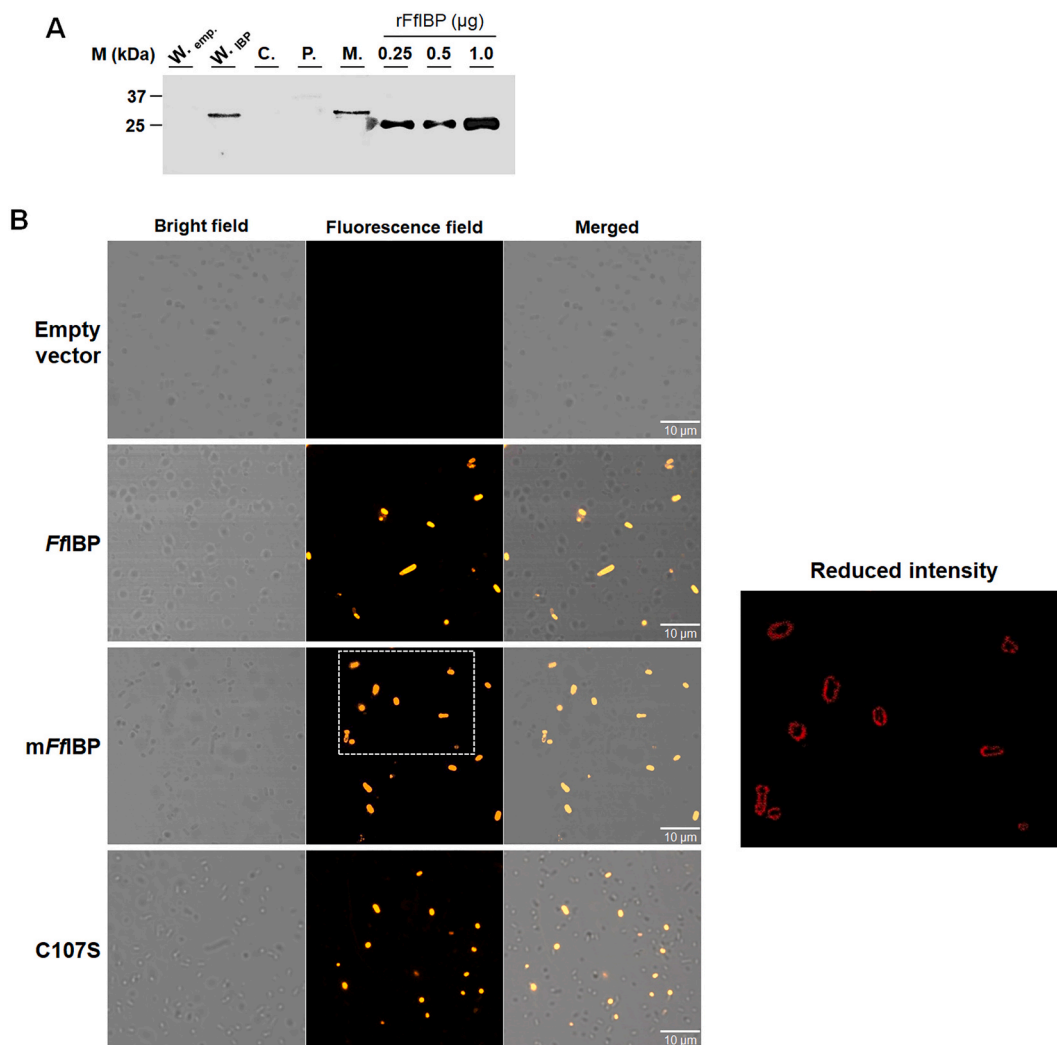 A
rFfIBP (µg)
M (kDa) W. emp. W. IBP C. P. M. 0.25 0.5 1.0
37
25
B
Bright field Fluorescence field Merged
Empty
vector
10 µm
FfIBP
10 µm
Reduced intensity
mFfIBP
10 µm
C107S
10 µm